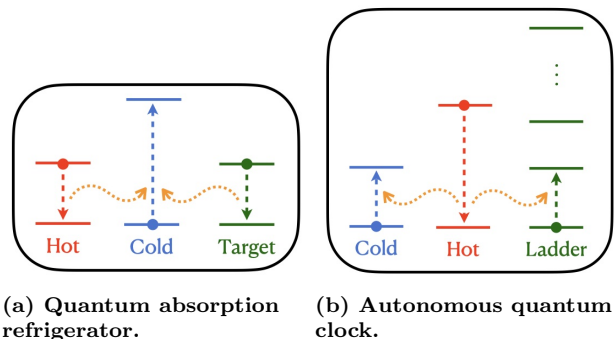 Hot Cold Target
Cold Hot Ladder
(a) Quantum absorption
refrigerator.
(b) Autonomous quantum
clock.